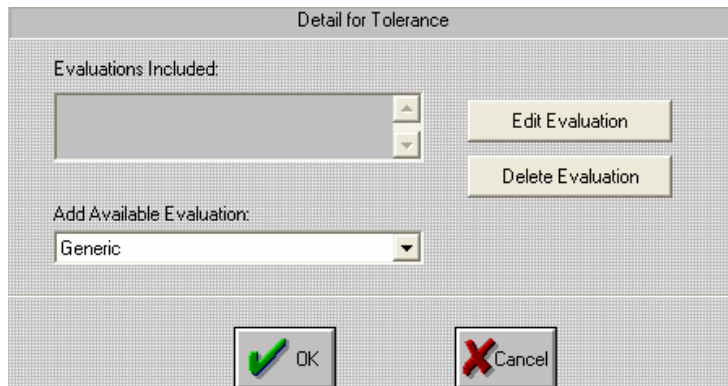 Detail for Tolerance
Evaluations Included:
Edit Evaluation
Delete Evaluation
Add Available Evaluation:
Generic
OK
Cancel